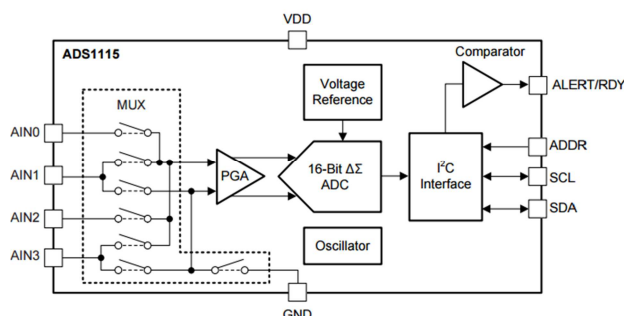 VDD
ADS1115
Comparator
MUX
Voltage
Reference
ALERT/RDY
AIN0
ADDR
AIN1
PGA
16-Bit ΔΣ
ADC
I²C
Interface
SCL
AIN2
SDA
Oscillator
AIN3
GND